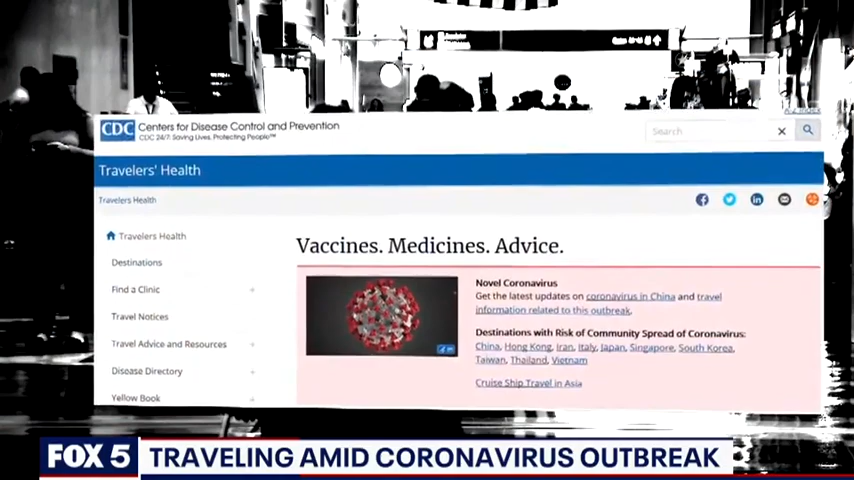 CDC
Centers for Disease Control and Prevention
CDC 24/7: Saving Lives, Protecting People™
Search
Travelers' Health
Travelers Health
Travelers Health
Destinations
Find a Clinic
Travel Notices
Travel Advice and Resources
Disease Directory
Yellow Book
Vaccines. Medicines. Advice.
Novel Coronavirus
Get the latest updates on coronavirus in China and travel
information related to this outbreak.
Destinations with Risk of Community Spread of Coronavirus:
China, Hong Kong, Iran, Italy, Japan, Singapore, South Korea,
Taiwan, Thailand, Vietnam
Cruise Ship Travel in Asia
FOX 5
TRAVELING AMID CORONAVIRUS OUTBREAK